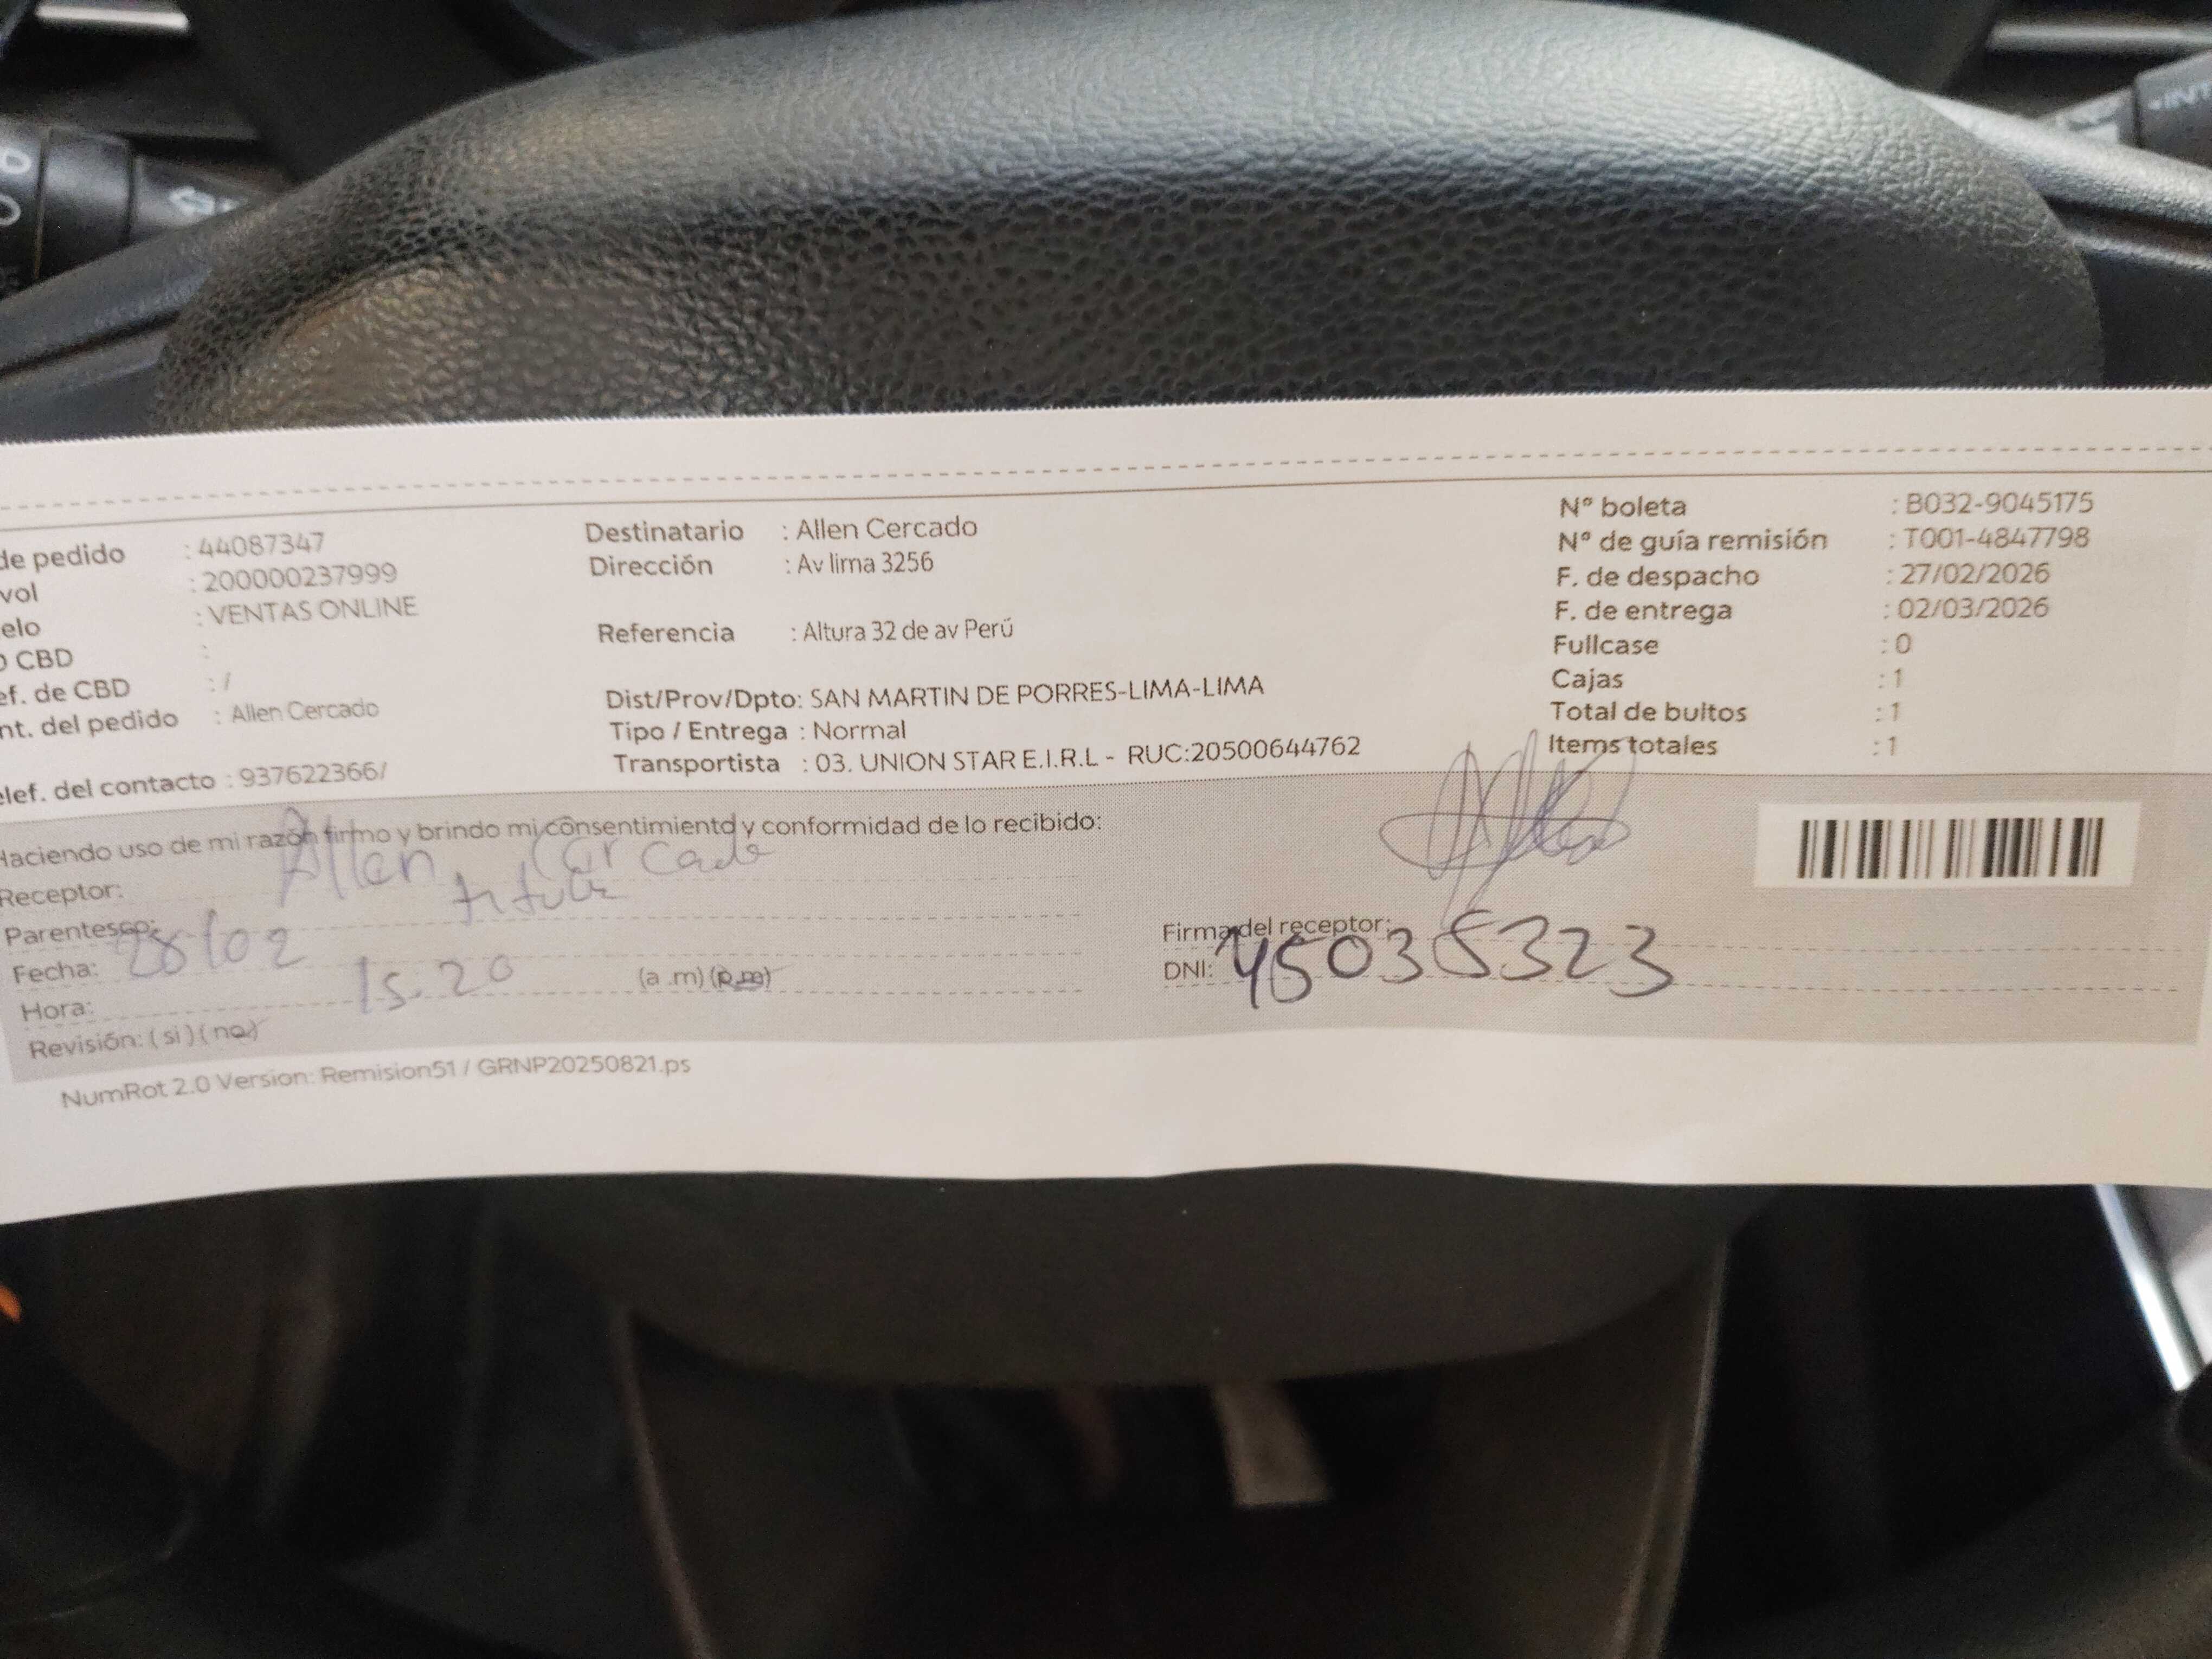 de pedido : 44087347
vol : 200000237999
elo : VENTAS ONLINE
O CBD :
ef. de CBD : /
nt. del pedido : Allen Cercado
elef. del contacto : 937622366/
Destinatario : Allen Cercado
Dirección : Av lima 3256
Referencia : Altura 32 de av Perú
Dist/Prov/Dpto: SAN MARTIN DE PORRES-LIMA-LIMA
Tipo / Entrega : Normal
Transportista : 03. UNION STAR E.I.R.L - RUC:20500644762
N° boleta : B032-9045175
N° de guía remisión : T001-4847798
F. de despacho : 27/02/2026
F. de entrega : 02/03/2026
Fullcase : 0
Cajas : 1
Total de bultos : 1
Items totales : 1
Haciendo uso de mi razón firmo y brindo mi consentimiento y conformidad de lo recibido:
Receptor: Allen Cercado
Parentesco: titular
Fecha: 28/02
Hora: 15:20 (a .m) (p.m)
Revisión: ( si ) ( no )
Firma del receptor:
DNI: 45035323
NumRot 2.0 Version: Remision51 / GRNP20250821.ps
INT